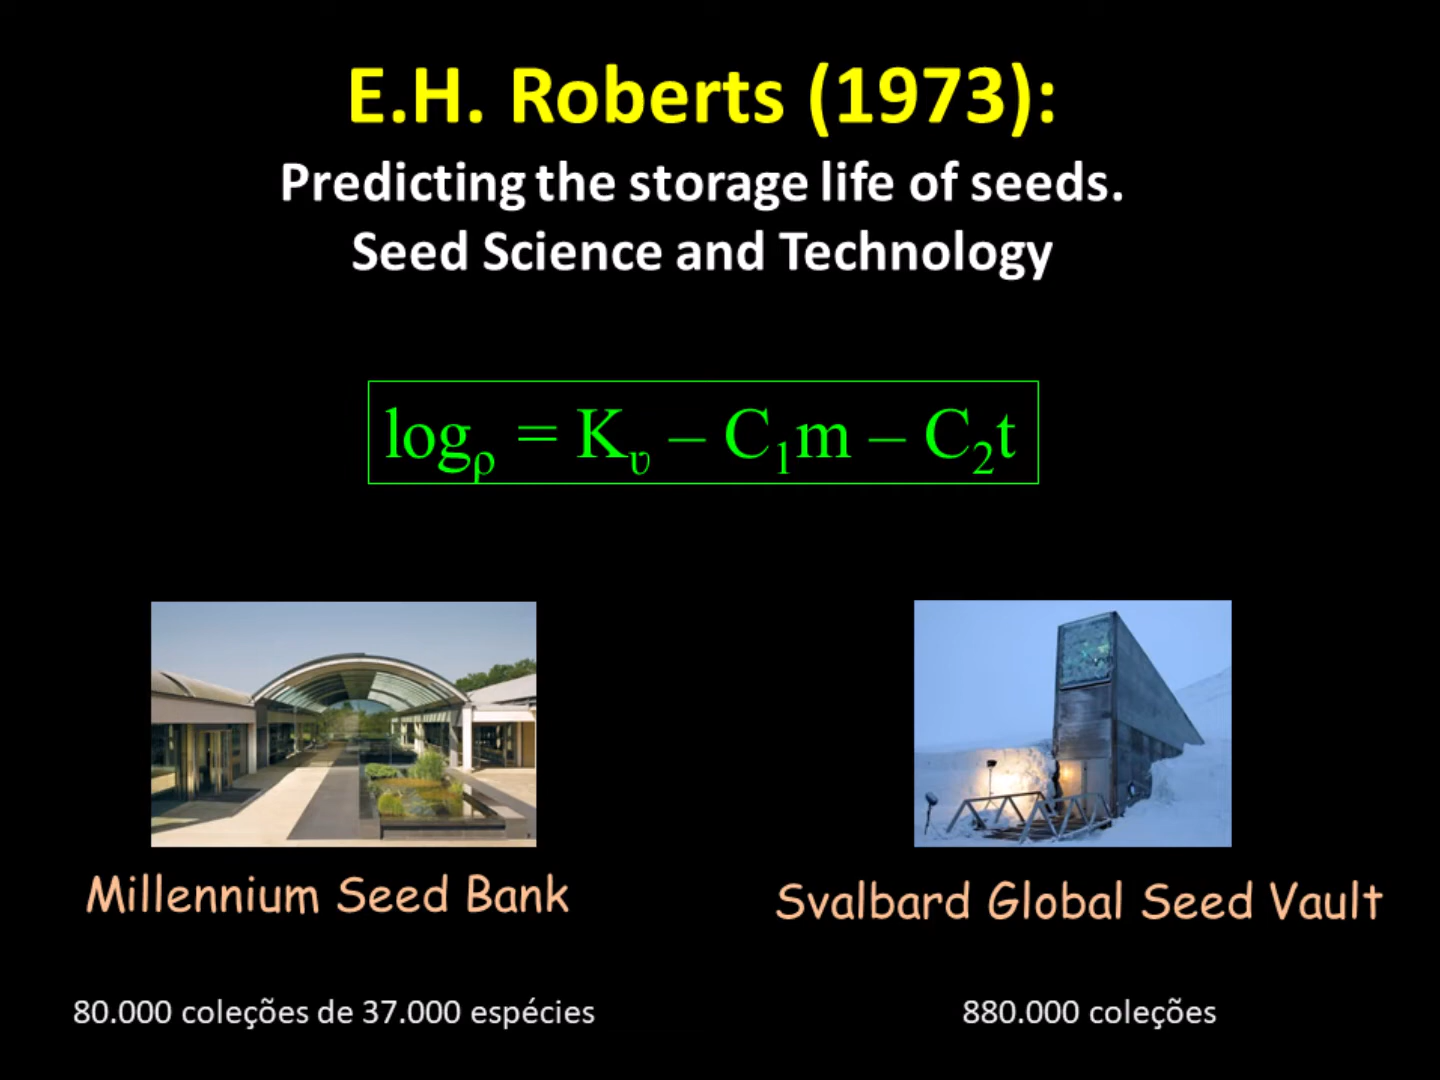 E.H. Roberts (1973):
Predicting the storage life of seeds.
Seed Science and Technology
logρ = Kʋ – C₁m – C₂t
Millennium Seed Bank
Svalbard Global Seed Vault
80.000 coleções de 37.000 espécies
880.000 coleções